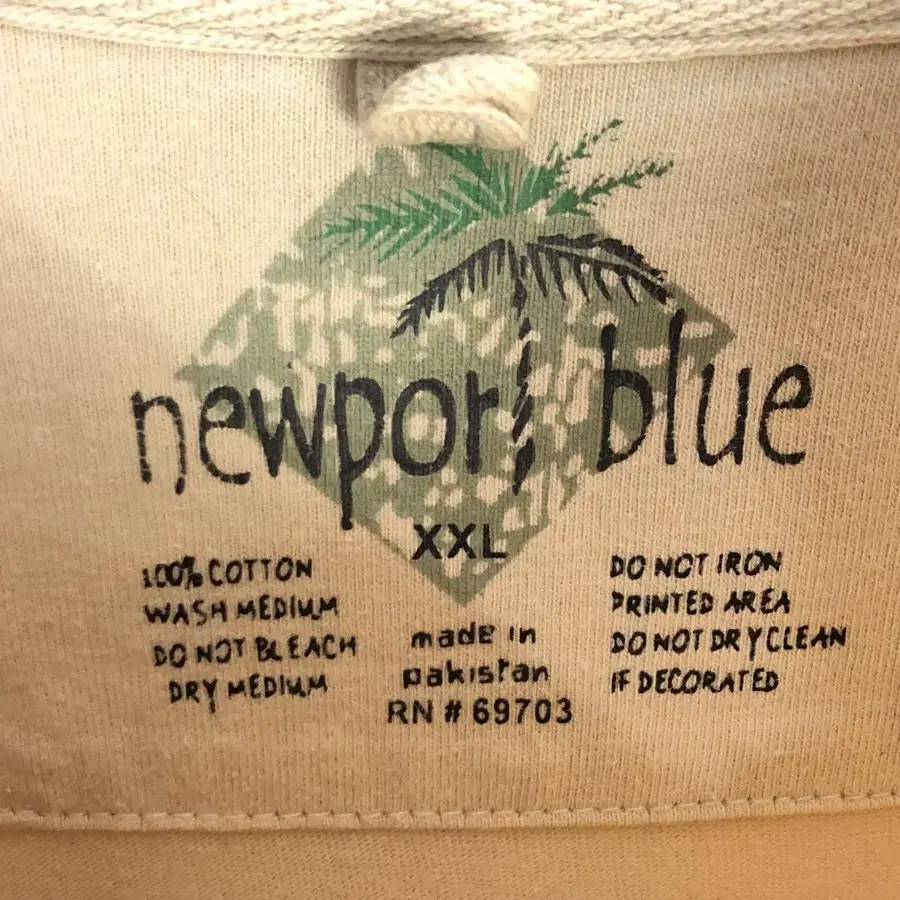 newport blue
XXL
100% COTTON
WASH MEDIUM
DO NOT BLEACH
DRY MEDIUM
made in
pakistan
RN # 69703
DO NOT IRON
PRINTED AREA
DO NOT DRY CLEAN
IF DECORATED